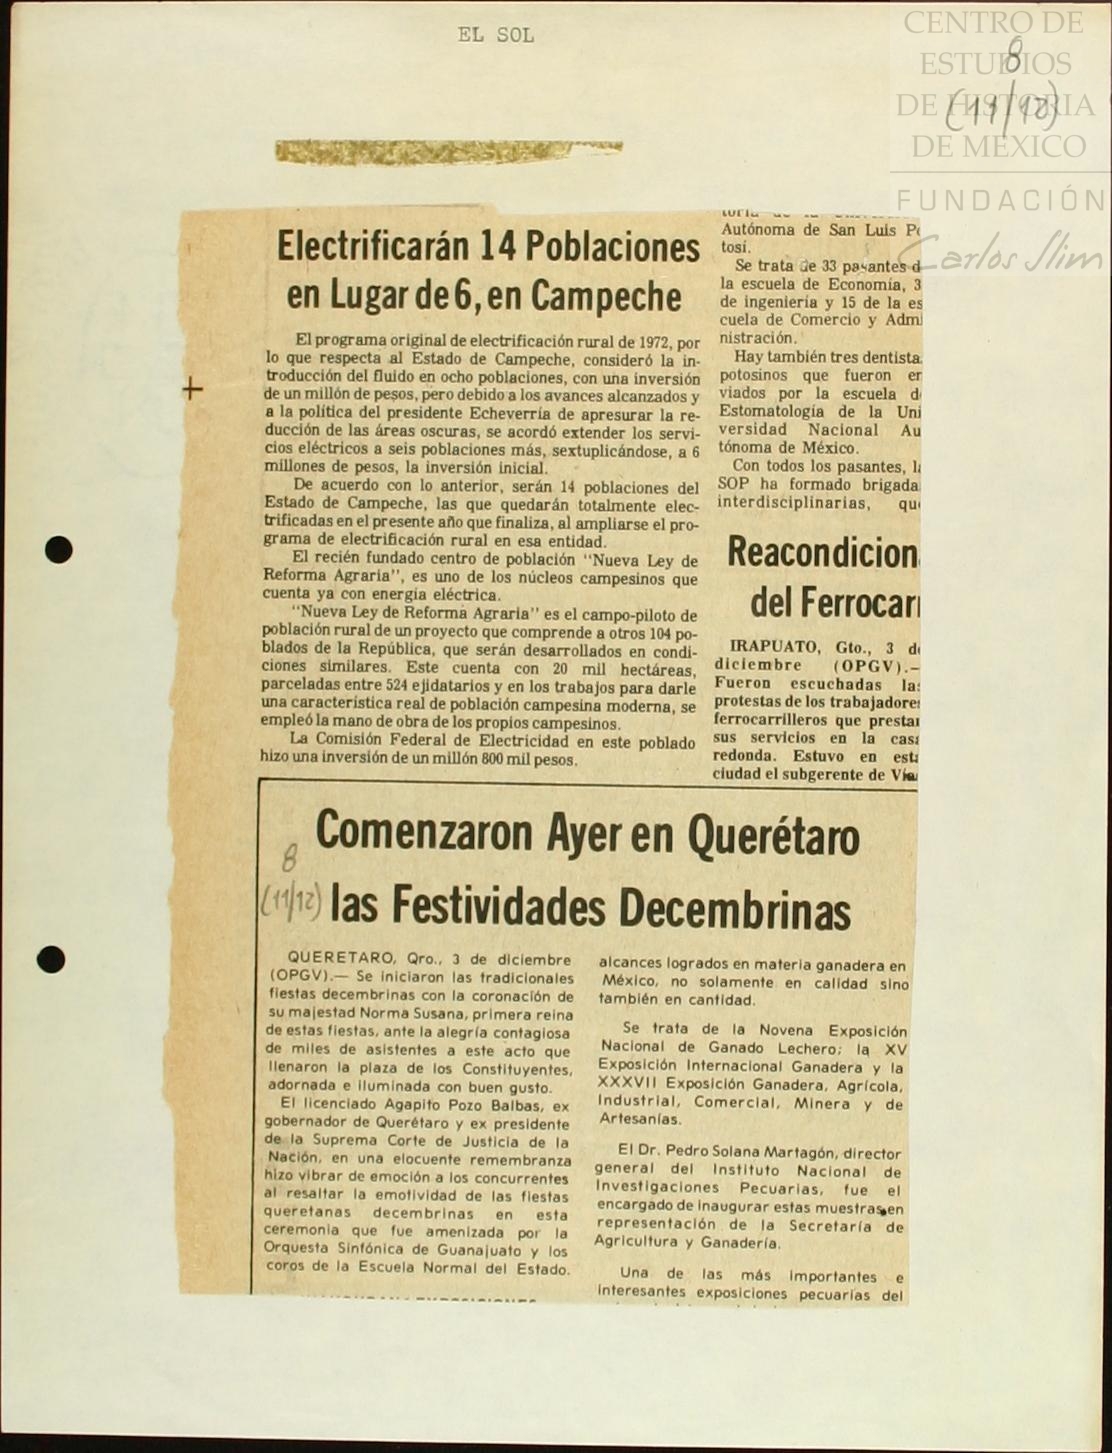 EL SOL
CENTRO DE
ESTUDIOS
DE HISTORIA
DE MÉXICO
FUNDACIÓN
Carlos Slim
8
(11/12)
Electrificarán 14 Poblaciones
en Lugar de 6, en Campeche
El programa original de electrificación rural de 1972, por
lo que respecta al Estado de Campeche, consideró la in-
troducción del fluido en ocho poblaciones, con una inversión
de un millón de pesos, pero debido a los avances alcanzados y
a la política del presidente Echeverría de apresurar la re-
ducción de las áreas oscuras, se acordó extender los servi-
cios eléctricos a seis poblaciones más, sextuplicándose, a 6
millones de pesos, la inversión inicial.
De acuerdo con lo anterior, serán 14 poblaciones del
Estado de Campeche, las que quedarán totalmente elec-
trificadas en el presente año que finaliza, al ampliarse el pro-
grama de electrificación rural en esa entidad.
El recién fundado centro de población "Nueva Ley de
Reforma Agraria", es uno de los núcleos campesinos que
cuenta ya con energía eléctrica.
"Nueva Ley de Reforma Agraria" es el campo-piloto de
población rural de un proyecto que comprende a otros 104 po-
blados de la República, que serán desarrollados en condi-
ciones similares. Este cuenta con 20 mil hectáreas,
parceladas entre 524 ejidatarios y en los trabajos para darle
una característica real de población campesina moderna, se
empleó la mano de obra de los propios campesinos.
La Comisión Federal de Electricidad en este poblado
hizo una inversión de un millón 800 mil pesos.
Autónoma de San Luis P
tosí.
Se trata de 33 pasantes d
la escuela de Economía, 3
de ingeniería y 15 de la es
cuela de Comercio y Adm
nistración.
Hay también tres dentista
potosinos que fueron en
viados por la escuela d
Estomatología de la Uni
versidad Nacional Au
tónoma de México.
Con todos los pasantes, l
SOP ha formado brigada
interdisciplinarias, qu
Reacondicion
del Ferrocar
IRAPUATO, Gto., 3 d
diciembre (OPGV).—
Fueron escuchadas la
protestas de los trabajadore
ferrocarrilleros que presta
sus servicios en la cas
redonda. Estuvo en est
ciudad el subgerente de Vía
Comenzaron Ayer en Querétaro
las Festividades Decembrinas
8
(11/12)
QUERETARO, Qro., 3 de diciembre
(OPGV).— Se iniciaron las tradicionales
fiestas decembrinas con la coronación de
su majestad Norma Susana, primera reina
de estas fiestas, ante la alegría contagiosa
de miles de asistentes a este acto que
llenaron la plaza de los Constituyentes,
adornada e iluminada con buen gusto.
El licenciado Agapito Pozo Balbas, ex
gobernador de Querétaro y ex presidente
de la Suprema Corte de Justicia de la
Nación, en una elocuente remembranza
hizo vibrar de emoción a los concurrentes
al resaltar la emotividad de las fiestas
queretanas decembrinas en esta
ceremonia que fue amenizada por la
Orquesta Sinfónica de Guanajuato y los
coros de la Escuela Normal del Estado.
alcances logrados en materia ganadera en
México, no solamente en calidad sino
también en cantidad.
Se trata de la Novena Exposición
Nacional de Ganado Lechero; la XV
Exposición Internacional Ganadera y la
XXXVII Exposición Ganadera, Agrícola,
Industrial, Comercial, Minera y de
Artesanías.
El Dr. Pedro Solana Martagón, director
general del Instituto Nacional de
Investigaciones Pecuarias, fue el
encargado de inaugurar estas muestras en
representación de la Secretaría de
Agricultura y Ganadería.
Una de las más importantes e
interesantes exposiciones pecuarias del